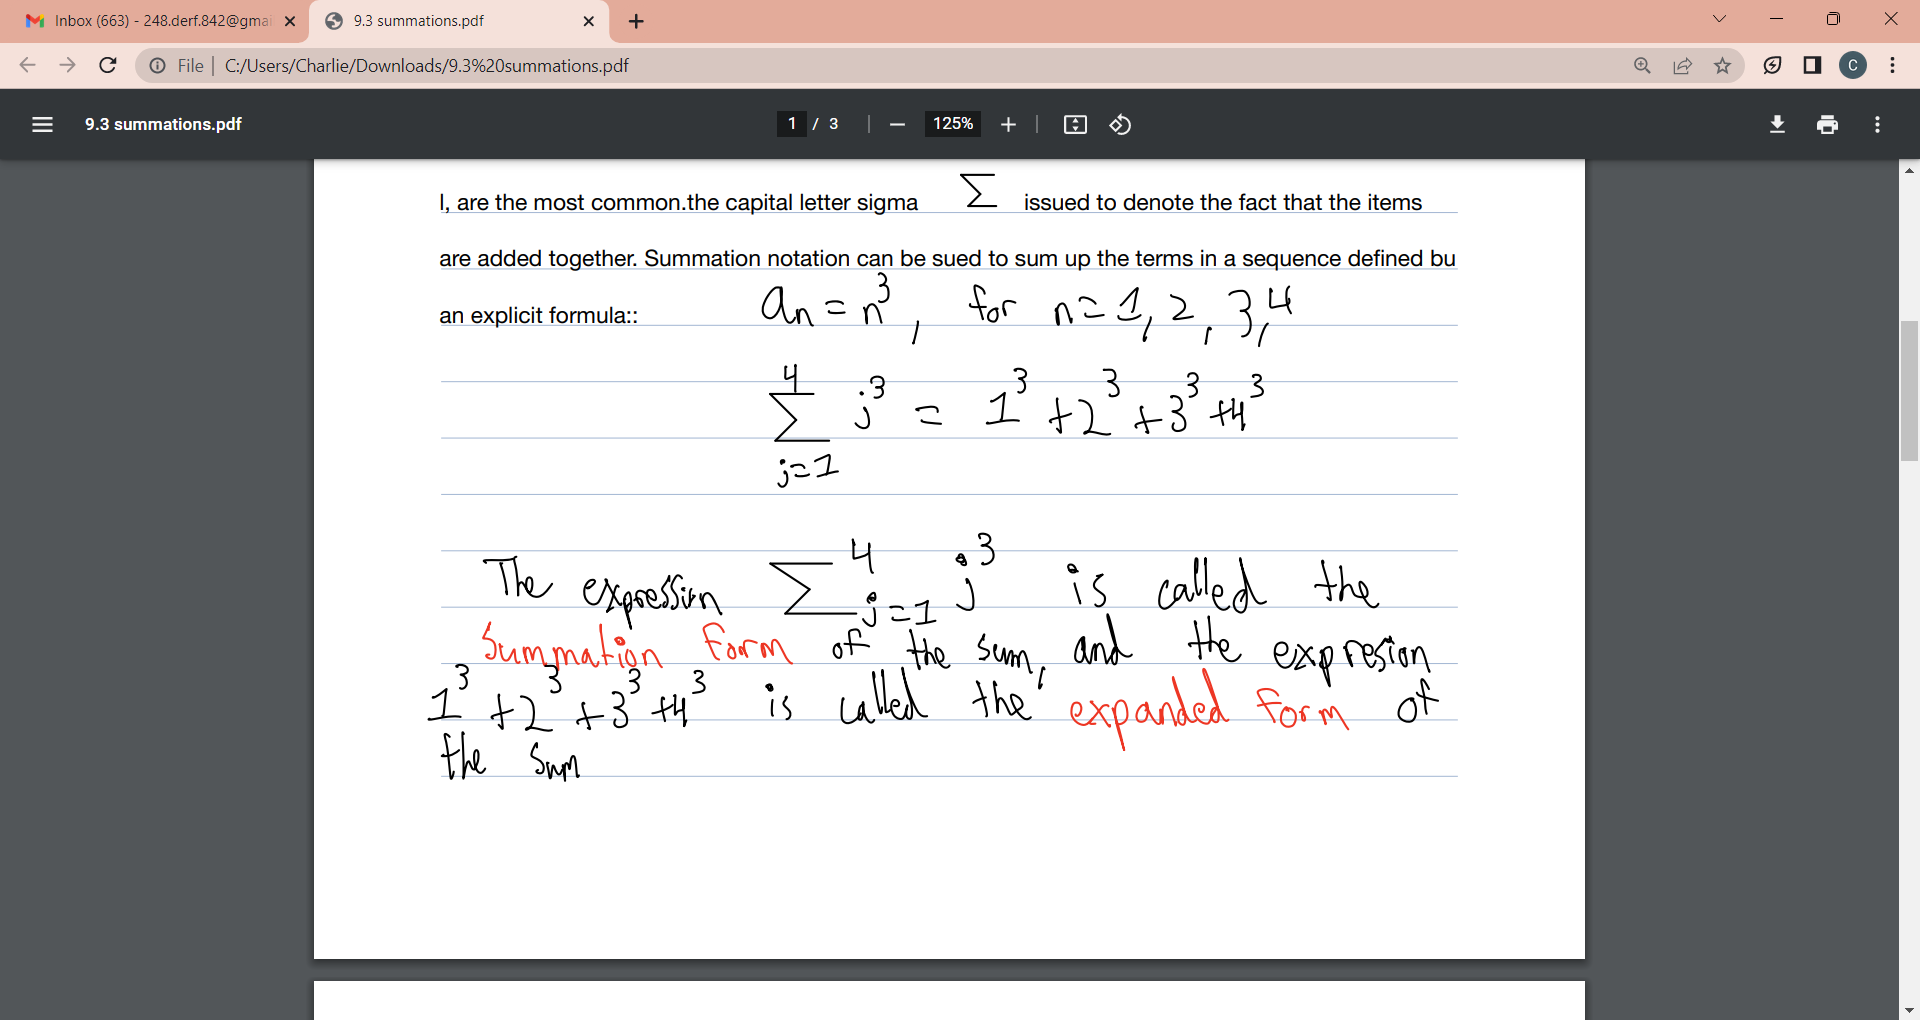 Inbox (663) - 248.derf.842@gmai
9.3 summations.pdf
File | C:/Users/Charlie/Downloads/9.3%20summations.pdf
C
9.3 summations.pdf
1 / 3 | − 125% + |
l, are the most common.the capital letter sigma ∑ issued to denote the fact that the items
are added together. Summation notation can be sued to sum up the terms in a sequence defined bu
an explicit formula:: aₙ = n³, for n = 1, 2, 3, 4
4
∑ j³ = 1³ + 2³ + 3³ + 4³
j=1
The expression ∑⁴ⱼ₌₁ j³ is called the
Summation form of the sum, and the expresion
1³ + 2³ + 3³ + 4³ is called the expanded form of
the sum